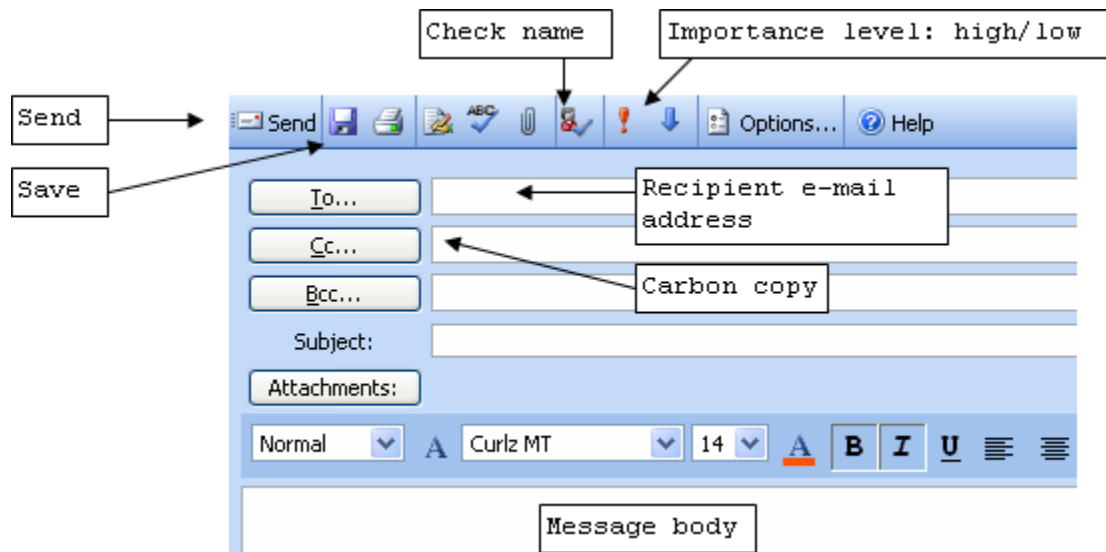 Check name
Importance level: high/low
Send
Send
ABC
Options...
? Help
Save
To...
Recipient e-mail
address
Cc...
Carbon copy
Bcc...
Subject:
Attachments:
Normal A Curlz MT 14 A B I U
Message body